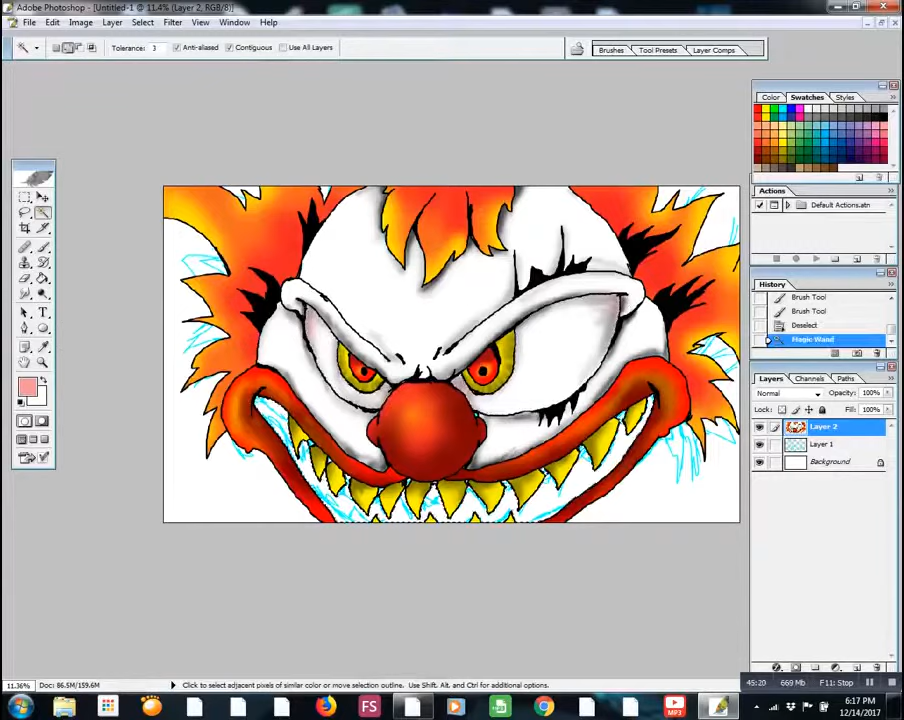 Adobe Photoshop - [Untitled-1 @ 11.4% (Layer 2, RGB/8)]
File Edit Image Layer Select Filter View Window Help
Tolerance: 3 Anti-aliased Contiguous Use All Layers Brushes Tool Presets Layer Comps
Color Swatches Styles
Actions
Default Actions.atn
History
Brush Tool
Brush Tool
Deselect
Magic Wand
Layers Channels Paths
Normal Opacity: 100%
Lock: Fill: 100%
Layer 2
Layer 1
Background
11.36% Doc: 86.5M/159.6M Click to select adjacent pixels of similar color or move selection outline. Use Shift, Alt, and Ctrl for additional options.
45:20 669 Mb F11: Stop
FS MP3 6:17 PM
12/14/2017